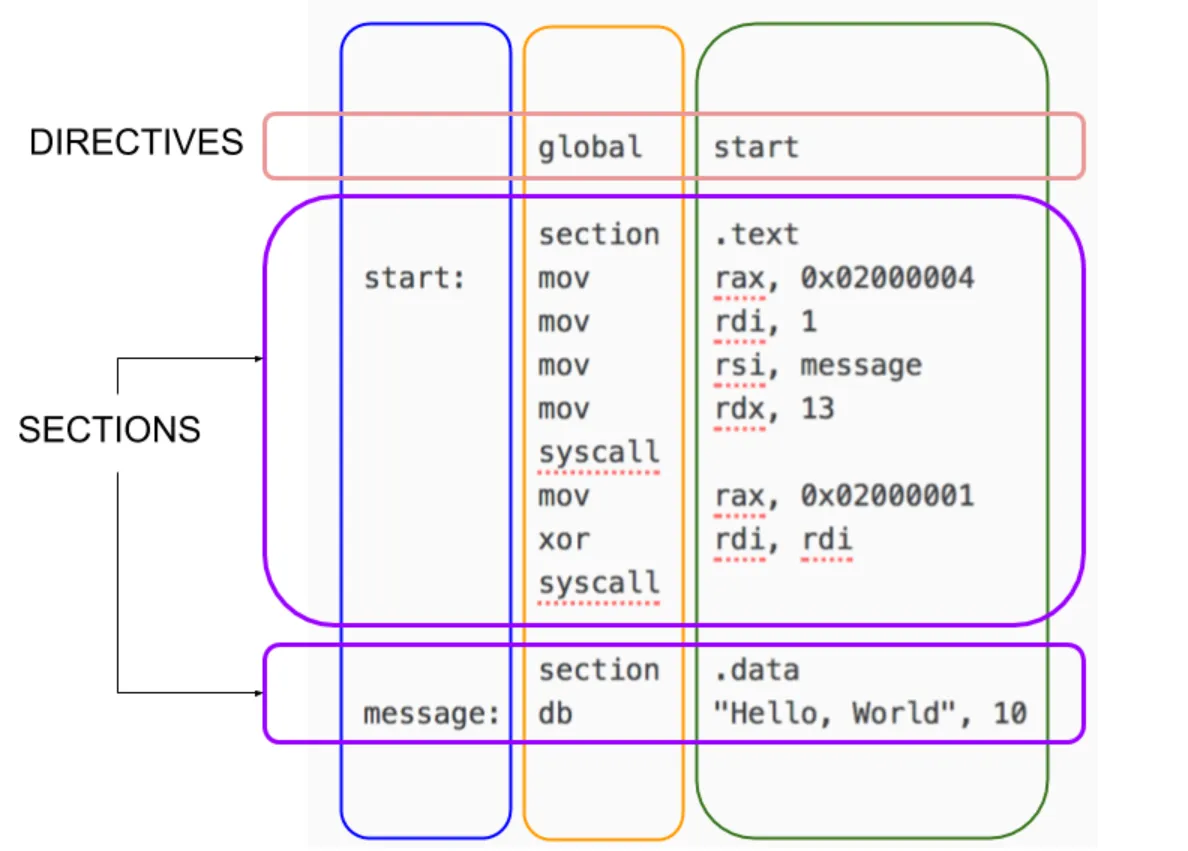 DIRECTIVES
global start
section .text
start: mov rax, 0x02000004
mov rdi, 1
mov rsi, message
mov rdx, 13
SECTIONS
syscall
mov rax, 0x02000001
xor rdi, rdi
syscall
section .data
message: db "Hello, World", 10